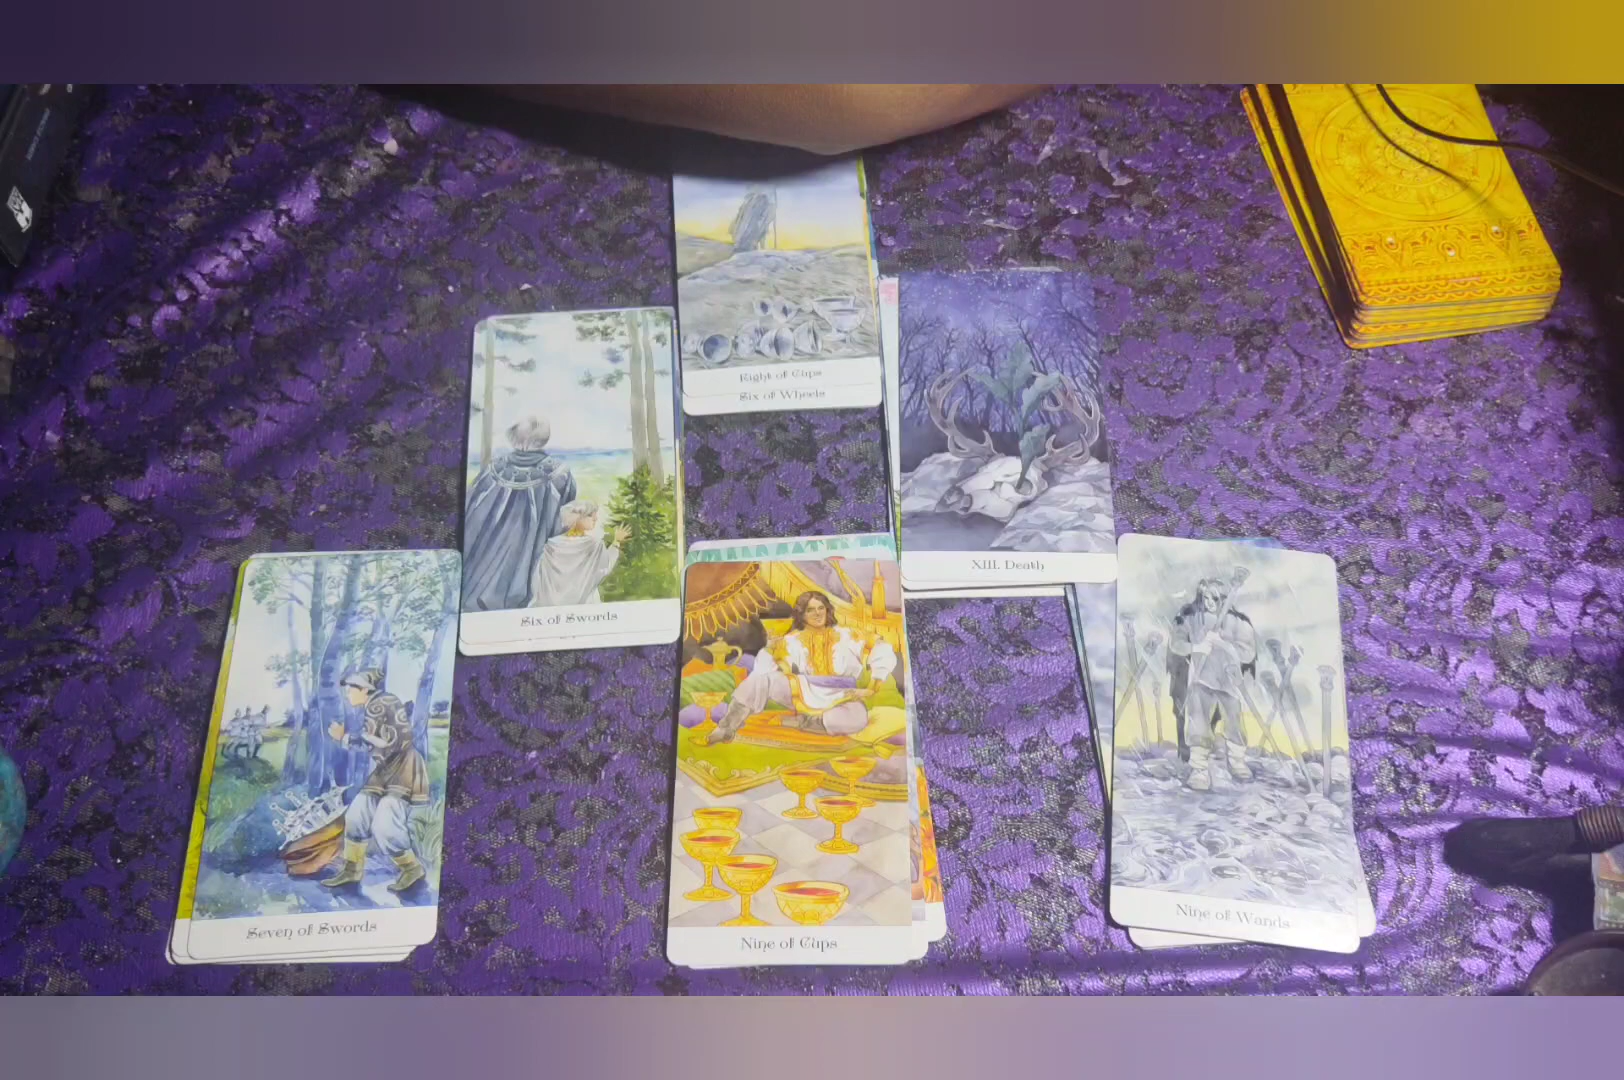 Eight of Cups
Six of Wheels
XIII. Death
Six of Swords
Seven of Swords
Nine of Cups
Nine of Wands